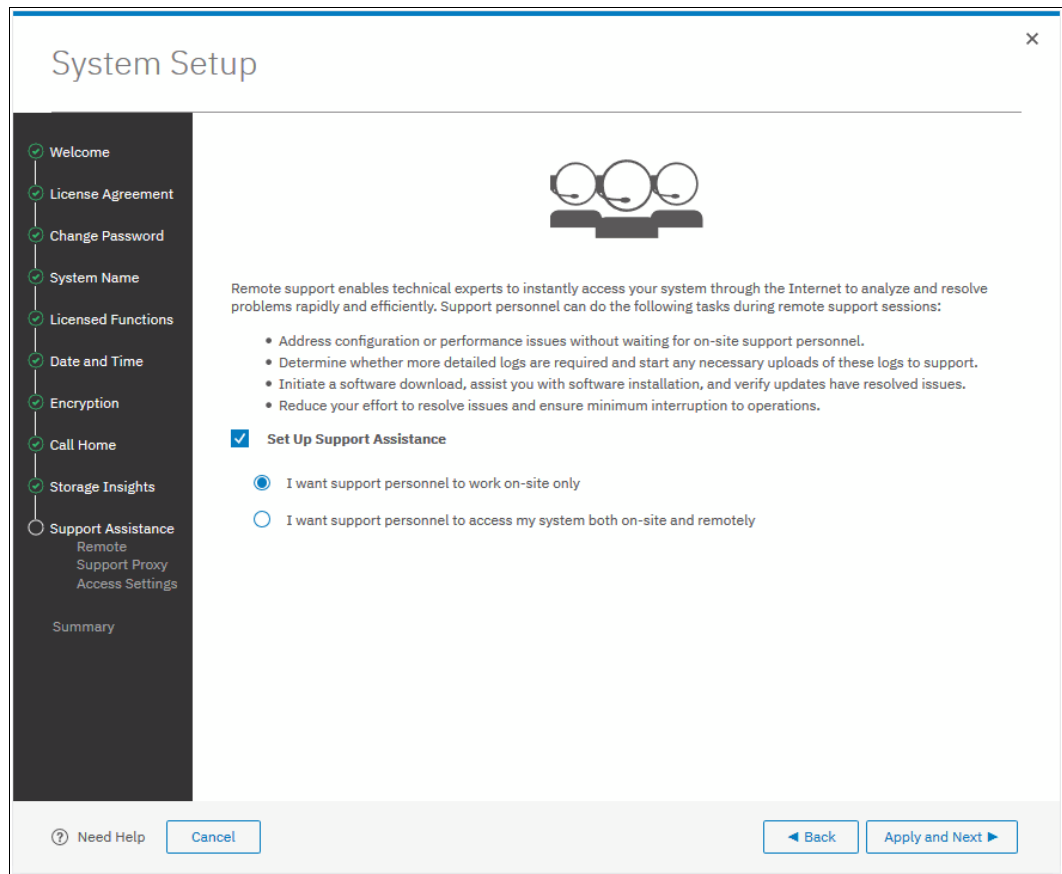 System Setup
Welcome
License Agreement
Change Password
System Name
Licensed Functions
Date and Time
Encryption
Call Home
Storage Insights
Support Assistance
Remote
Support Proxy
Access Settings
Summary
Remote support enables technical experts to instantly access your system through the Internet to analyze and resolve
problems rapidly and efficiently. Support personnel can do the following tasks during remote support sessions:
• Address configuration or performance issues without waiting for on-site support personnel.
• Determine whether more detailed logs are required and start any necessary uploads of these logs to support.
• Initiate a software download, assist you with software installation, and verify updates have resolved issues.
• Reduce your effort to resolve issues and ensure minimum interruption to operations.
Set Up Support Assistance
I want support personnel to work on-site only
I want support personnel to access my system both on-site and remotely
? Need Help
Cancel
◀ Back
Apply and Next ▶